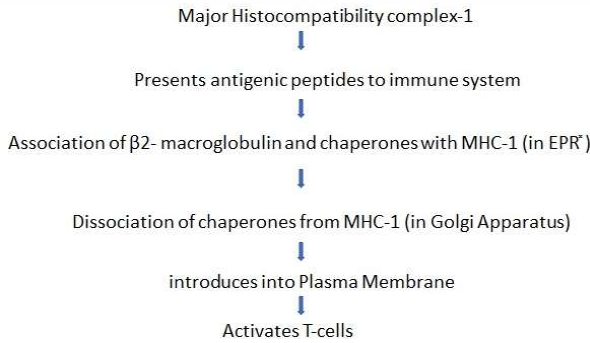 Major Histocompatibility complex-1
Presents antigenic peptides to immune system
Association of β2- macroglobulin and chaperones with MHC-1 (in EPR*)
Dissociation of chaperones from MHC-1 (in Golgi Apparatus)
introduces into Plasma Membrane
Activates T-cells